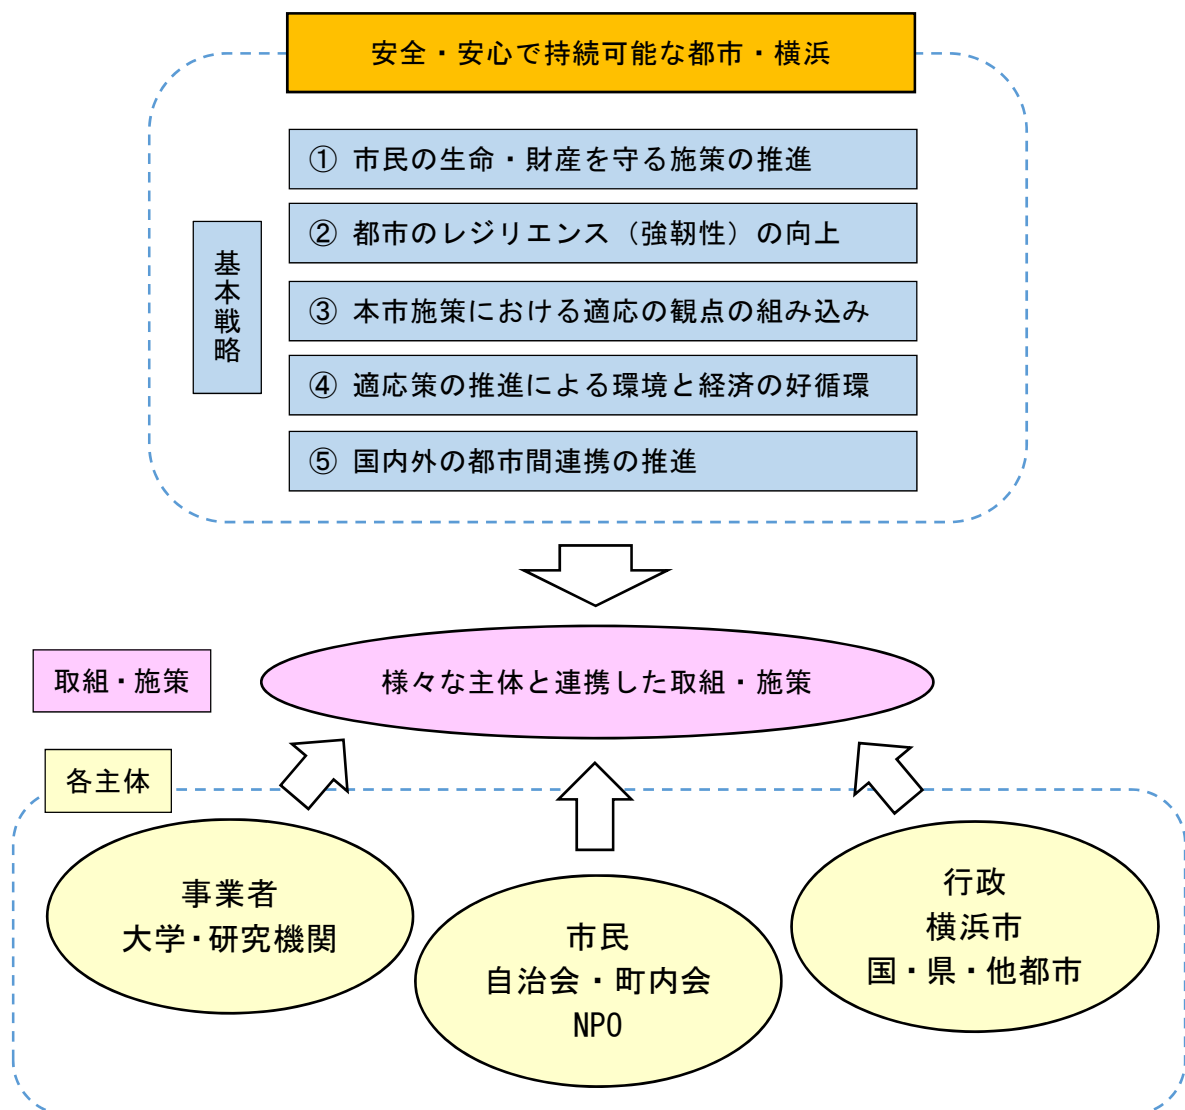 安全・安心で持続可能な都市・横浜
① 市民の生命・財産を守る施策の推進
② 都市のレジリエンス（強靭性）の向上
基本戦略
③ 本市施策における適応の観点の組み込み
④ 適応策の推進による環境と経済の好循環
⑤ 国内外の都市間連携の推進
取組・施策
様々な主体と連携した取組・施策
各主体
事業者
大学・研究機関
市民
自治会・町内会
NPO
行政
横浜市
国・県・他都市